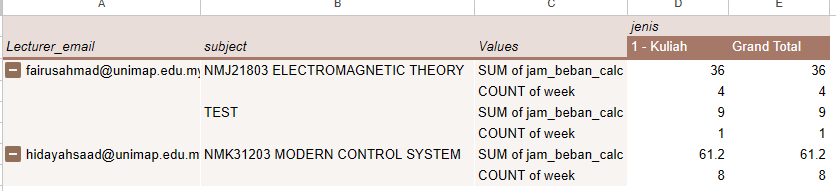 A B C D E
jenis
Lecturer_email subject Values 1 - Kuliah Grand Total
fairusahmad@unimap.edu.my NMJ21803 ELECTROMAGNETIC THEORY SUM of jam_beban_calc 36 36
COUNT of week 4 4
TEST SUM of jam_beban_calc 9 9
COUNT of week 1 1
hidayahsaad@unimap.edu.m NMK31203 MODERN CONTROL SYSTEM SUM of jam_beban_calc 61.2 61.2
COUNT of week 8 8